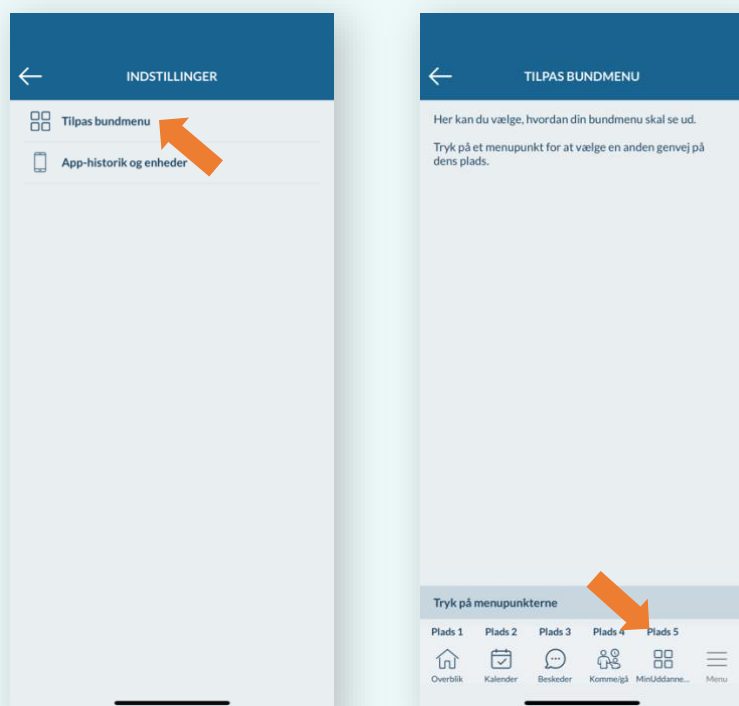 INDSTILLINGER
Tilpas bundmenu
App-historik og enheder
TILPAS BUNDMENU
Her kan du vælge, hvordan din bundmenu skal se ud.
Tryk på et menupunkt for at vælge en anden genvej på
dens plads.
Tryk på menupunkterne
Plads 1 Plads 2 Plads 3 Plads 4 Plads 5
Overblik Kalender Beskeder Komme/gå MinUddanne... Menu